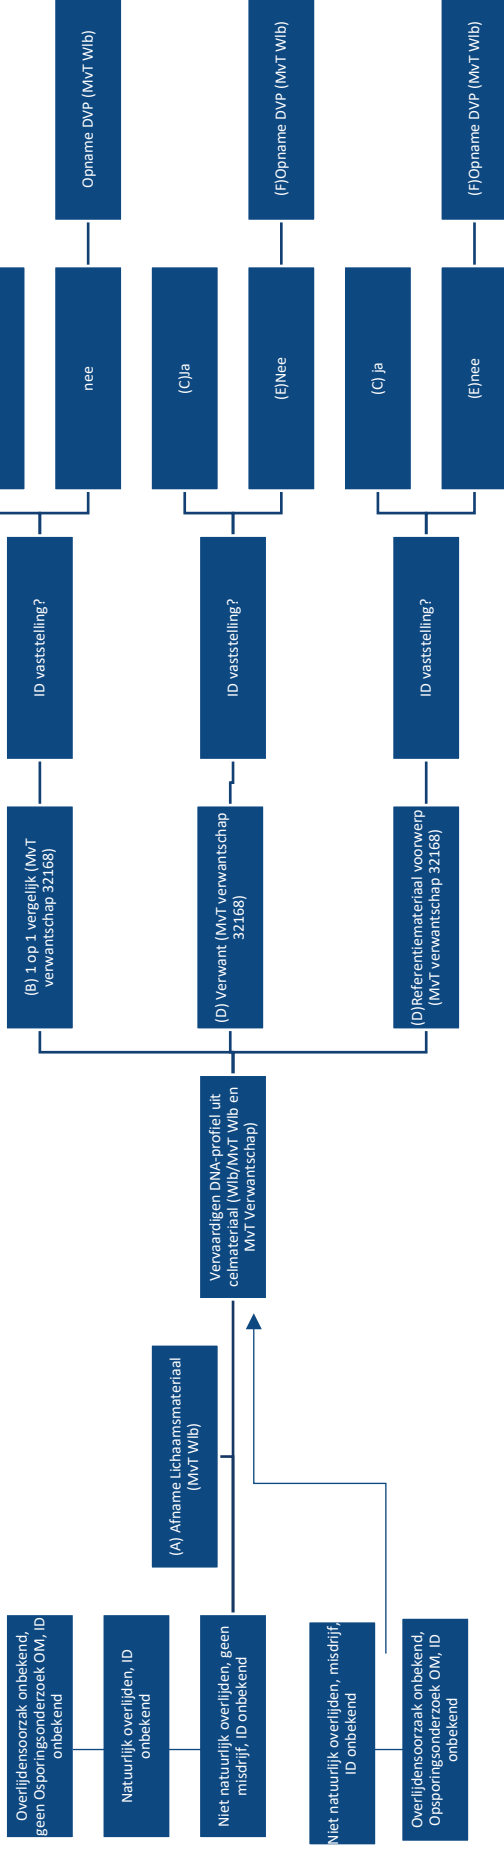 Overlijdensoorzak onbekend,
geen Osporingsonderzoek OM, ID
onbekend
Natuurlijk overlijden, ID
onbekend
Niet natuurlijk overlijden, geen
misdrijf, ID onbekend
Niet natuurlijk overlijden, misdrijf,
ID onbekend
Overlijdensoorzaak onbekend,
Opsporingsonderzoek OM, ID
onbekend
(A) Afname Lichaamsmateriaal
(MvT Wlb)
Vervaardigen DNA-profiel uit
celmateriaal (Wlb/MvT Wlb en
MvT Verwantschap)
(B) 1 op 1 vergelijk (MvT
verwantschap 32168)
(D) Verwant (MvT verwantschap
32168)
(D)Referentiemateriaal voorwerp
(MvT verwantschap 32168)
ID vaststelling?
ID vaststelling?
ID vaststelling?
nee
(C)Ja
(E)Nee
(C) ja
(E)nee
Opname DVP (MvT Wlb)
(F)Opname DVP (MvT Wlb)
(F)Opname DVP (MvT Wlb)